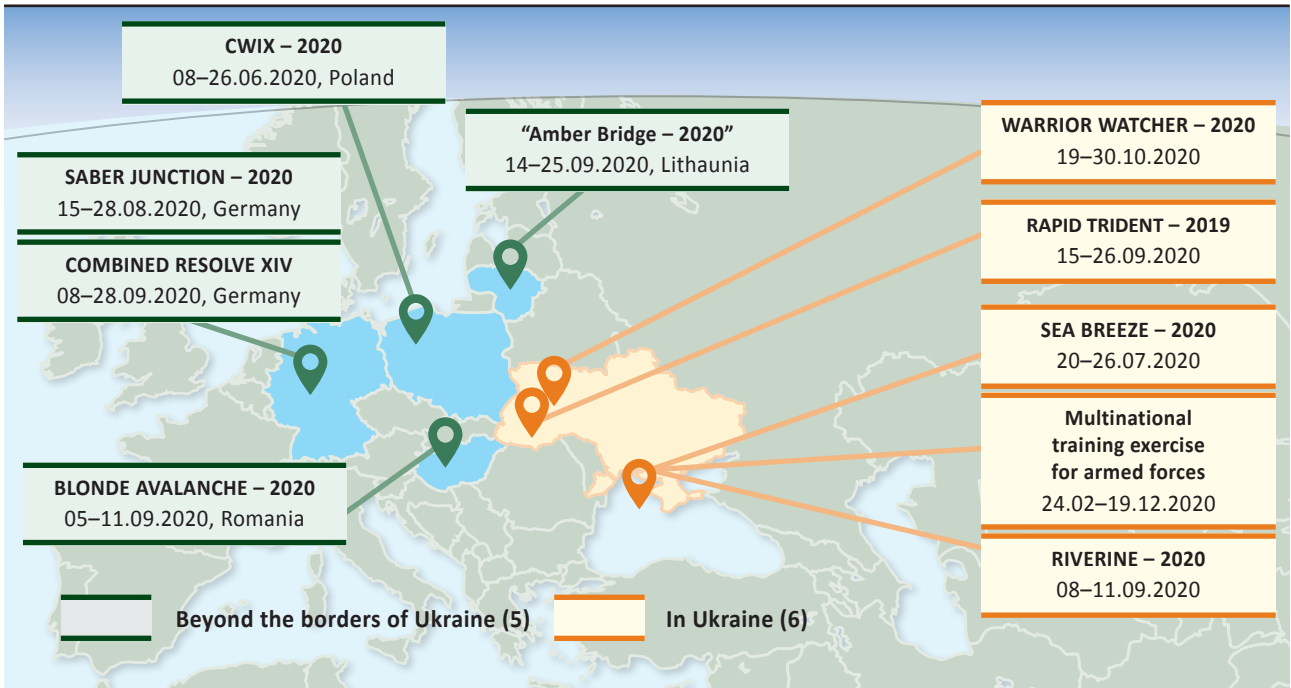 CWIX – 2020
08–26.06.2020, Poland
“Amber Bridge – 2020”
14–25.09.2020, Lithaunia
SABER JUNCTION – 2020
15–28.08.2020, Germany
COMBINED RESOLVE XIV
08–28.09.2020, Germany
BLONDE AVALANCHE – 2020
05–11.09.2020, Romania
WARRIOR WATCHER – 2020
19–30.10.2020
RAPID TRIDENT – 2019
15–26.09.2020
SEA BREEZE – 2020
20–26.07.2020
Multinational
training exercise
for armed forces
24.02–19.12.2020
RIVERINE – 2020
08–11.09.2020
Beyond the borders of Ukraine (5)
In Ukraine (6)